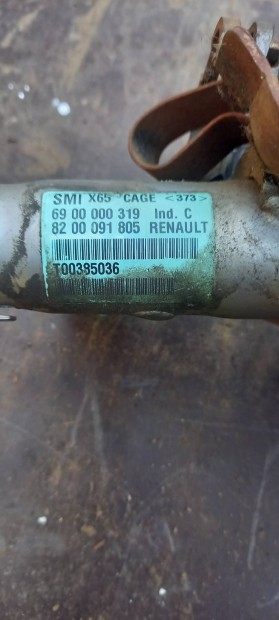 SMI X65 CAGE <373>
69 00 000 319 Ind. C
82 00 091 805 RENAULT
T00385036